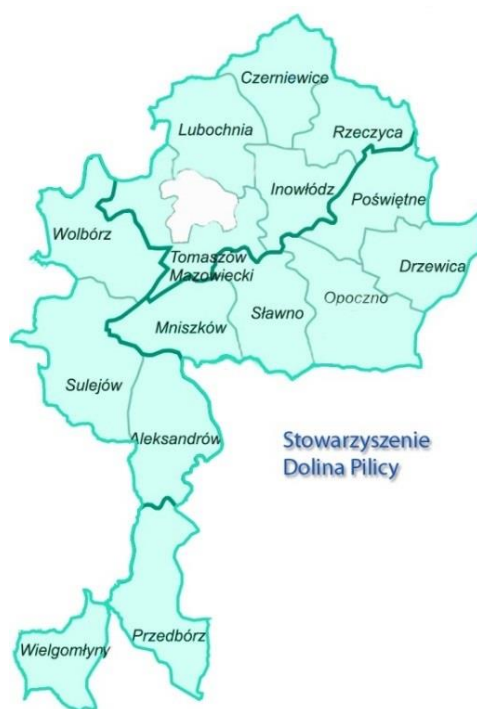 Czerniewice
Lubochnia
Rzeczyca
Inowłódz
Poświętne
Wolbórz
Tomaszów
Mazowiecki
Drzewica
Opoczno
Sławno
Mniszków
Sulejów
Aleksandrów
Stowarzyszenie
Dolina Pilicy
Przedbórz
Wielgomłyny